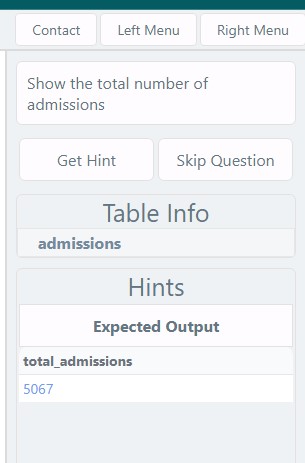 Contact
Left Menu
Right Menu
Show the total number of
admissions
Get Hint
Skip Question
Table Info
admissions
Hints
Expected Output
total_admissions
5067